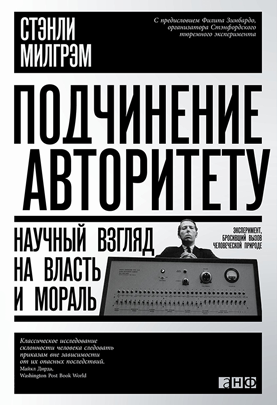 СТЭНЛИ
МИЛГРЭМ
С предисловием Филипа Зимбардо,
организатора Стэнфордского
тюремного эксперимента
ПОДЧИНЕНИЕ
АВТОРИТЕТУ
НАУЧНЫЙ ВЗГЛЯД
НА ВЛАСТЬ
И МОРАЛЬ
ЭКСПЕРИМЕНТ,
БРОСИВШИЙ ВЫЗОВ
ЧЕЛОВЕЧЕСКОЙ ПРИРОДЕ
Классическое исследование
склонности человека следовать
приказам вне зависимости
от их опасных последствий.
Майкл Дирда,
Washington Post Book World
АНФ